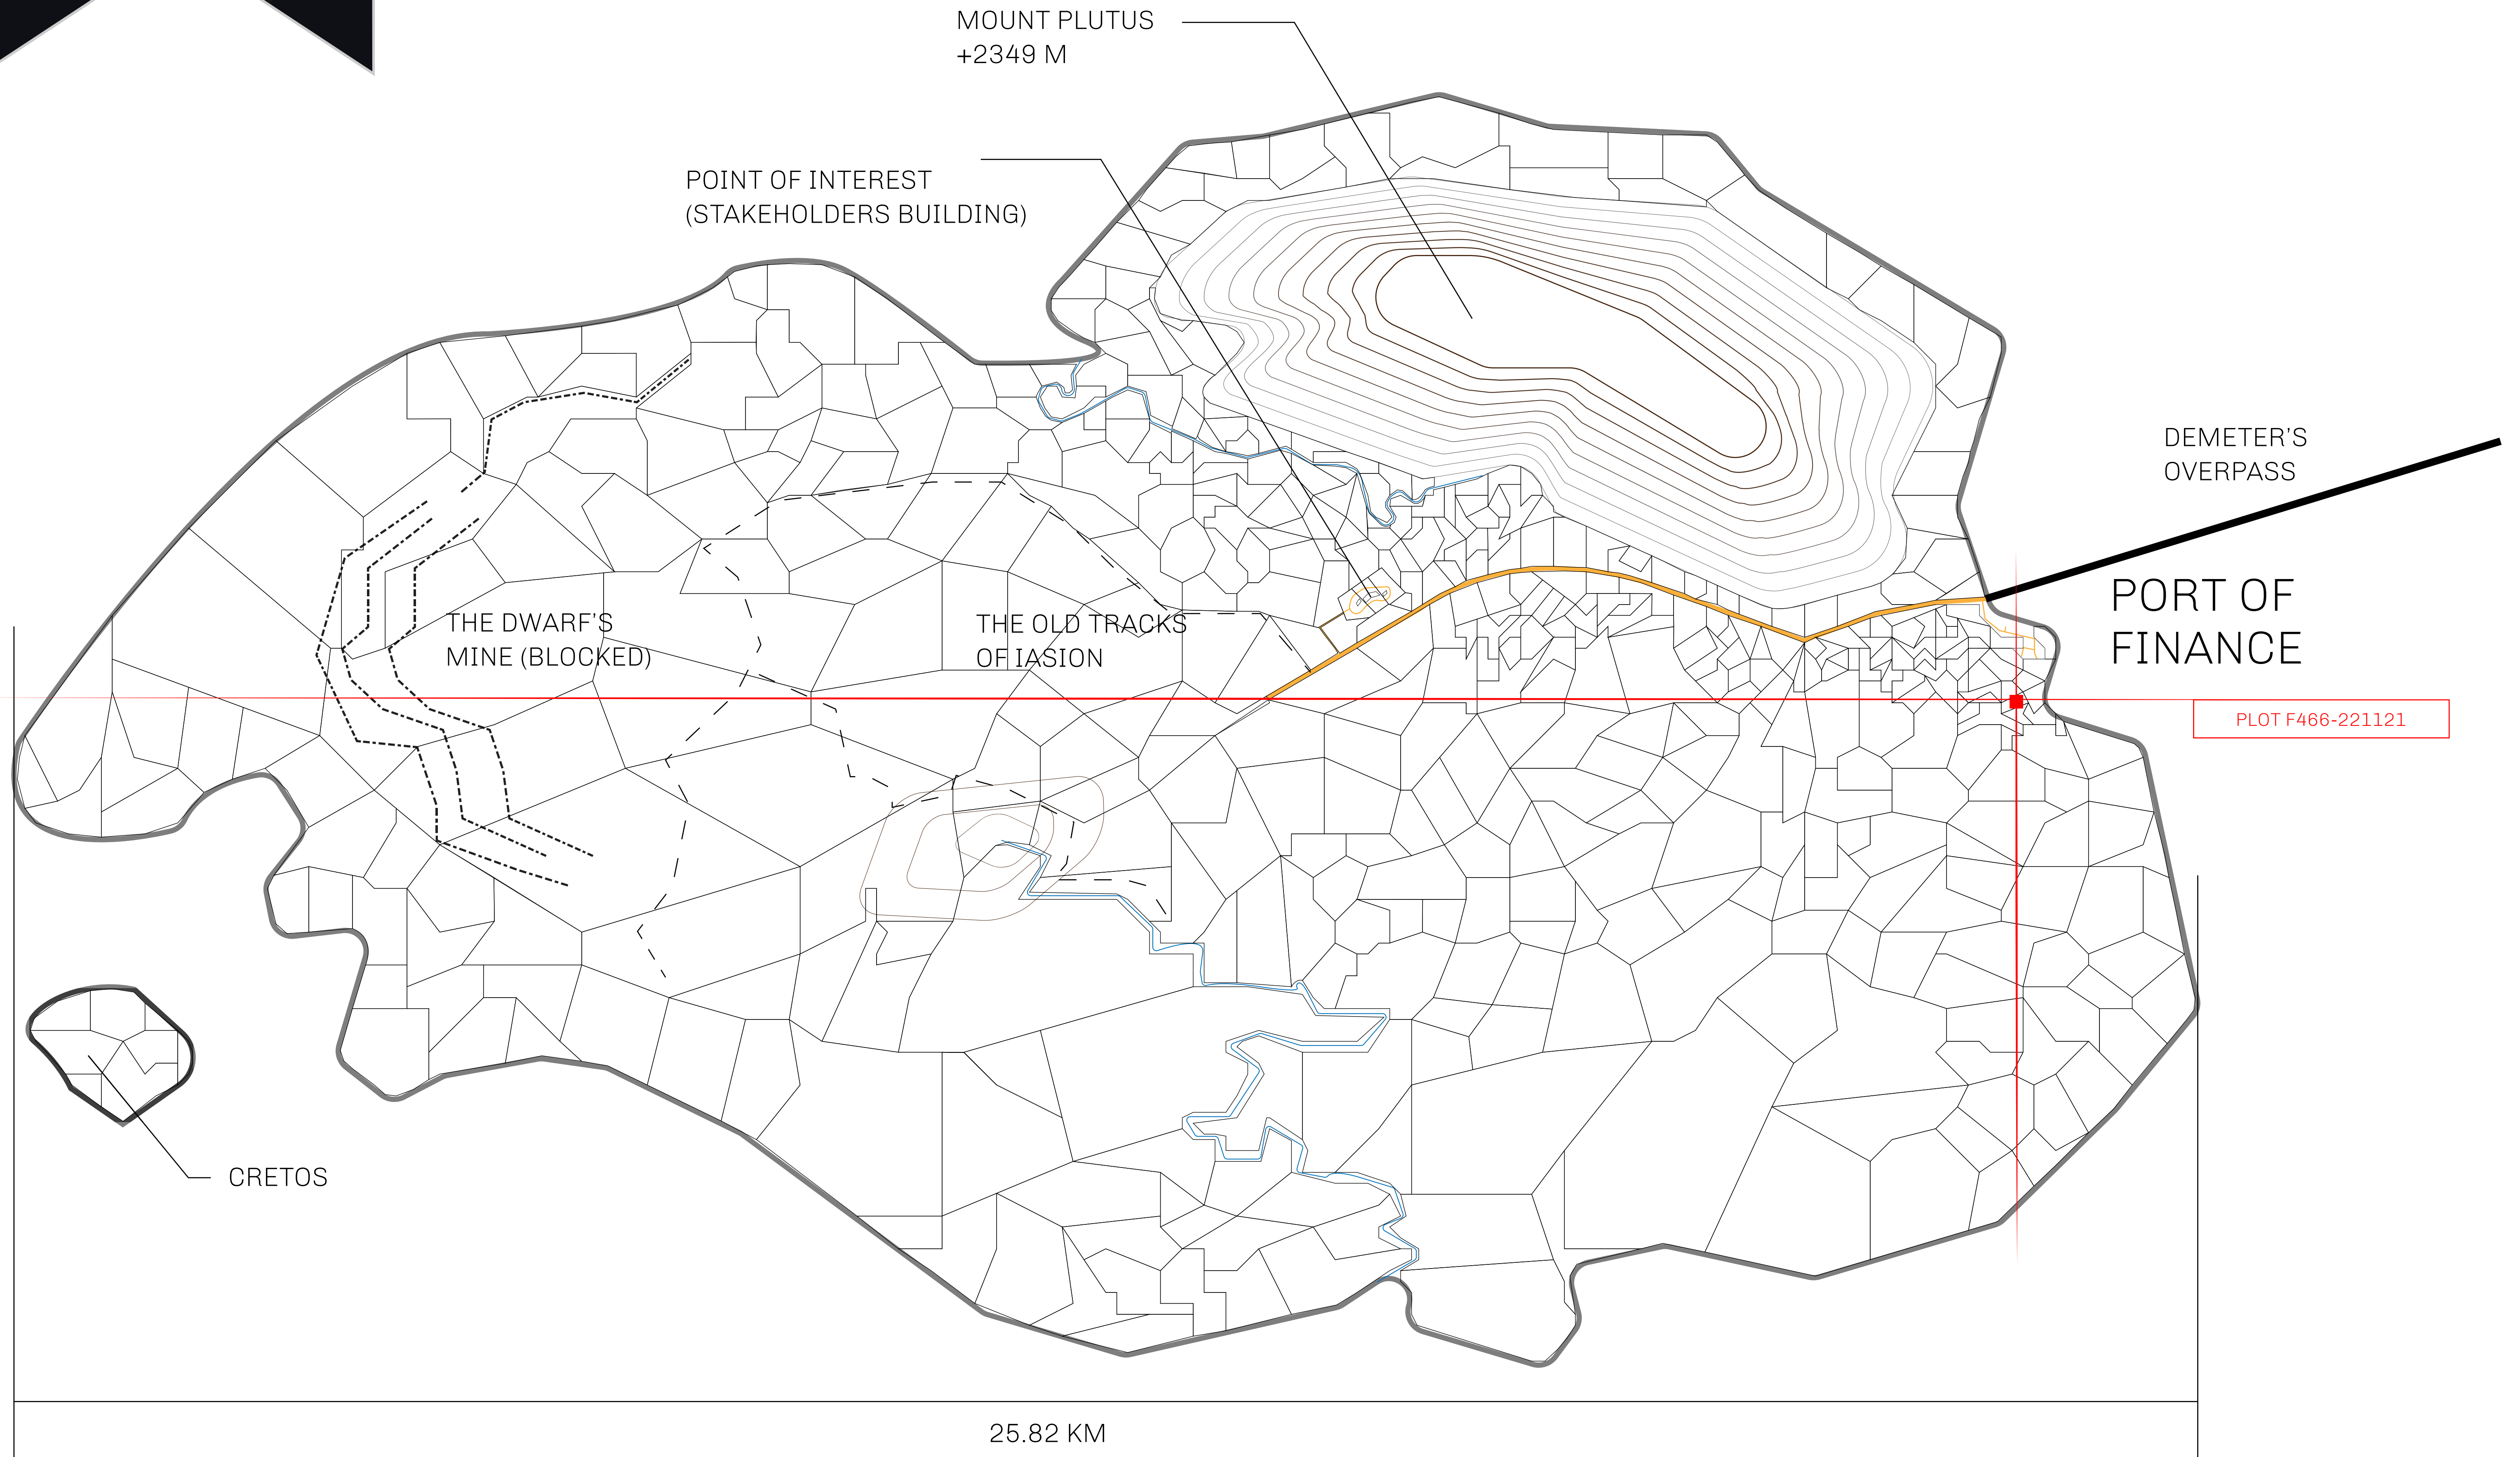 MOUNT PLUTUS
+2349 M
POINT OF INTEREST
(STAKEHOLDERS BUILDING)
DEMETER'S
OVERPASS
PORT OF
FINANCE
THE DWARF'S
MINE (BLOCKED)
THE OLD TRACKS
OF IASION
PLOT F466-221121
CRETOS
25.82 KM